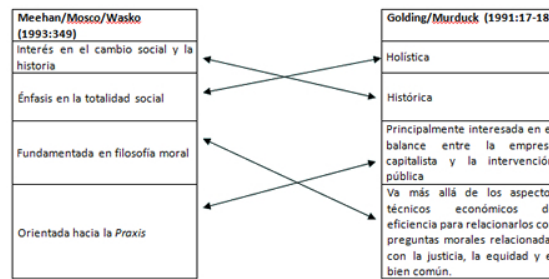 Meehan/Mosco/Wasko
(1993:349)
Interés en el cambio social y la
historia
Énfasis en la totalidad social
Fundamentada en filosofía moral
Orientada hacia la Praxis
Golding/Murduck (1991:17-18
Holística
Histórica
Principalmente interesada en e
balance entre la empres
capitalista y la intervención
pública
Va más allá de los aspecto
técnicos económicos d
eficiencia para relacionarlos co
preguntas morales relacionada
con la justicia, la equidad y e
bien común.